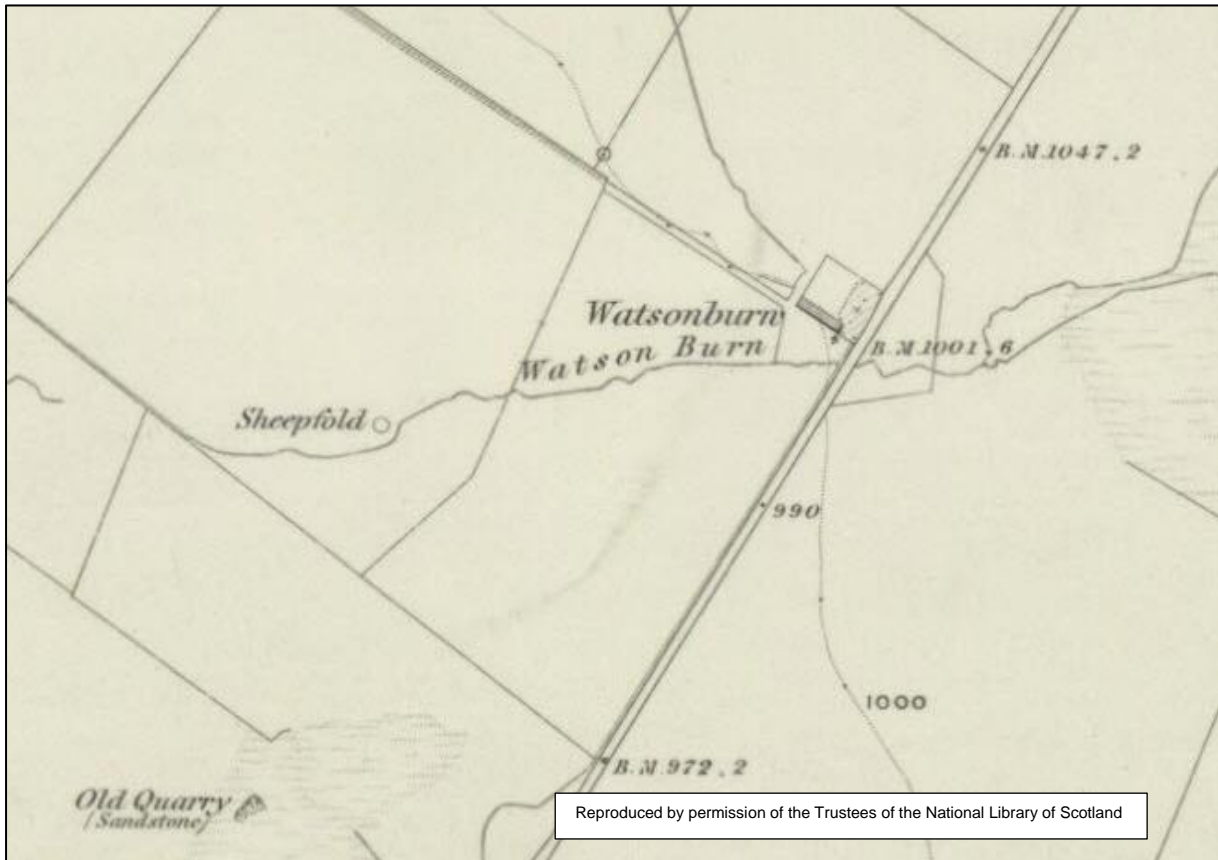 B.M.1047.2
Watsonburn
Watson Burn
B.M.1001.6
Sheepfold
990
1000
B.M.972.2
Old Quarry
(Sandstone)
Reproduced by permission of the Trustees of the National Library of Scotland